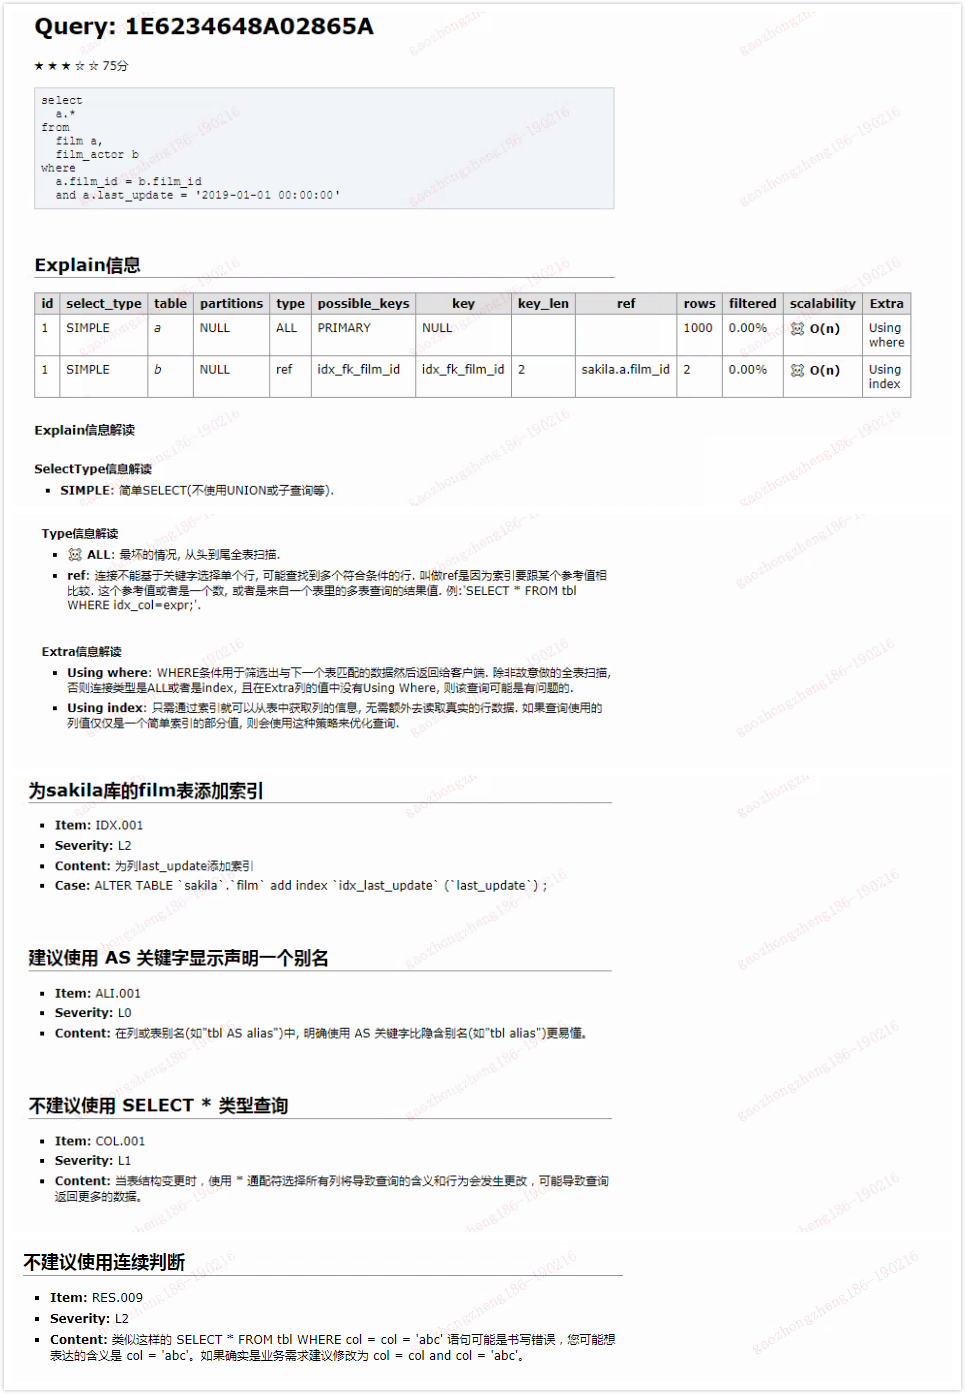 Query: 1E6234648A02865A
★ ★ ★ ☆ ☆ 75分
select
a.*
from
film a,
film_actor b
where
a.film_id = b.film_id
and a.last_update = '2019-01-01 00:00:00'
Explain信息
id select_type table partitions type possible_keys key key_len ref rows filtered scalability Extra
1 SIMPLE a NULL ALL PRIMARY NULL 1000 0.00% ☠️ O(n) Using where
1 SIMPLE b NULL ref idx_fk_film_id idx_fk_film_id 2 sakila.a.film_id 2 0.00% ☠️ O(n) Using index
Explain信息解读
SelectType信息解读
▪ SIMPLE: 简单SELECT(不使用UNION或子查询等).
Type信息解读
▪ ☠️ ALL: 最坏的情况, 从头到尾全表扫描.
▪ ref: 连接不能基于关键字选择单个行, 可能查找到多个符合条件的行. 叫做ref是因为索引要跟某个参考值相
比较. 这个参考值或者是一个数, 或者是来自一个表里的多表查询的结果值. 例:'SELECT * FROM tbl
WHERE idx_col=expr;'.
Extra信息解读
▪ Using where: WHERE条件用于筛选出与下一个表匹配的数据然后返回给客户端. 除非故意做的全表扫描,
否则连接类型是ALL或者是index, 且在Extra列的值中没有Using Where, 则该查询可能是有问题的.
▪ Using index: 只需通过索引就可以从表中获取列的信息, 无需额外去读取真实的行数据. 如果查询使用的
列值仅仅是一个简单索引的部分值, 则会使用这种策略来优化查询.
为sakila库的film表添加索引
▪ Item: IDX.001
▪ Severity: L2
▪ Content: 为列last_update添加索引
▪ Case: ALTER TABLE `sakila`.`film` add index `idx_last_update` (`last_update`) ;
建议使用 AS 关键字显示声明一个别名
▪ Item: ALI.001
▪ Severity: L0
▪ Content: 在列或表别名(如"tbl AS alias")中, 明确使用 AS 关键字比隐含别名(如"tbl alias")更易懂。
不建议使用 SELECT * 类型查询
▪ Item: COL.001
▪ Severity: L1
▪ Content: 当表结构变更时，使用 * 通配符选择所有列将导致查询的含义和行为会发生更改，可能导致查询
返回更多的数据。
不建议使用连续判断
▪ Item: RES.009
▪ Severity: L2
▪ Content: 类似这样的 SELECT * FROM tbl WHERE col = col = 'abc' 语句可能是书写错误，您可能想
表达的含义是 col = 'abc'。如果确实是业务需求建议修改为 col = col and col = 'abc'。
gaozhongzheng186-190216